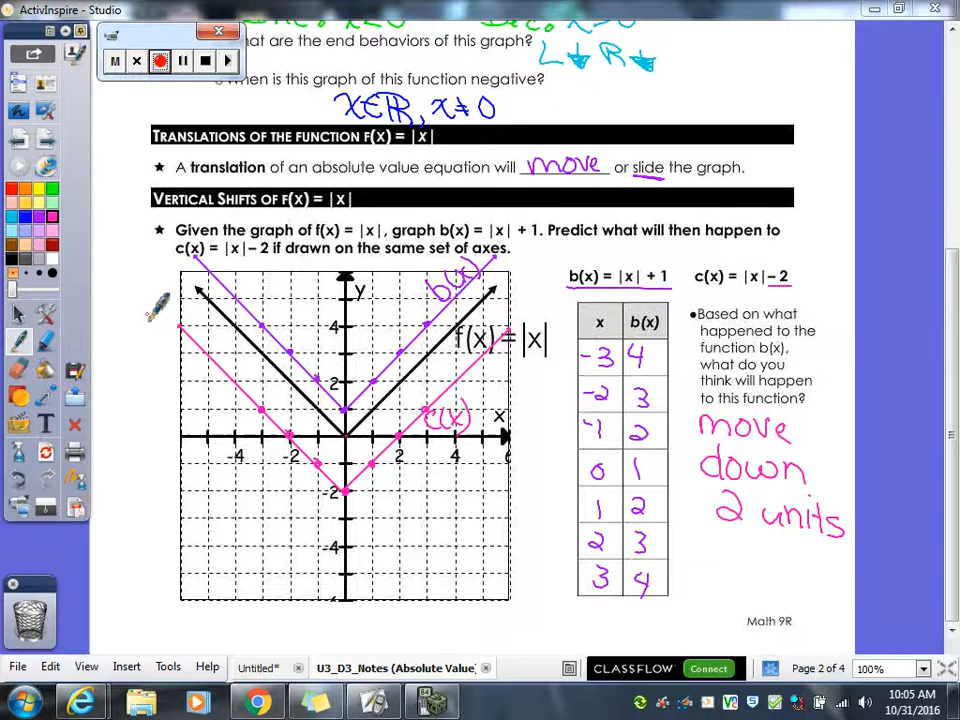 ActivInspire - Studio
hat are the end behaviors of this graph?
L R
When is this graph of this function negative?
x∈ℝ, x≠0
TRANSLATIONS OF THE FUNCTION F(X) = |X|
★ A translation of an absolute value equation will move or slide the graph.
VERTICAL SHIFTS OF F(X) = |X|
★ Given the graph of f(x) = |x|, graph b(x) = |x| + 1. Predict what will then happen to
c(x) = |x| – 2 if drawn on the same set of axes.
b(x) = |x| + 1 c(x) = |x| – 2
y
b(x)
f(x) = |x|
c(x)
x
4
2
-2
-4
-4 -2 2 4 6
x b(x)
-3 4
-2 3
-1 2
0 1
1 2
2 3
3 4
•Based on what
happened to the
function b(x),
what do you
think will happen
to this function?
move
down
2 units
Math 9R
File Edit View Insert Tools Help Untitled* U3_D3_Notes (Absolute Value) CLASSFLOW Connect Page 2 of 4 100%
10:05 AM
10/31/2016